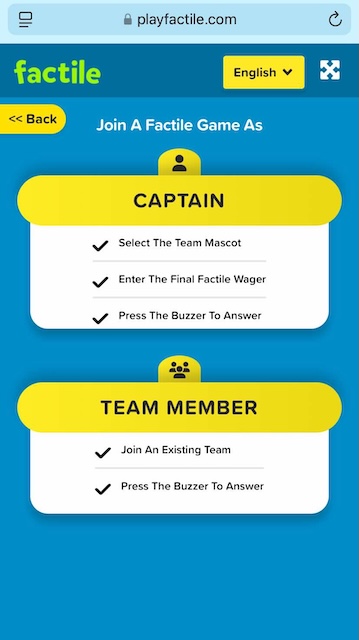 playfactile.com
factile
English
<< Back
Join A Factile Game As
CAPTAIN
Select The Team Mascot
Enter The Final Factile Wager
Press The Buzzer To Answer
TEAM MEMBER
Join An Existing Team
Press The Buzzer To Answer